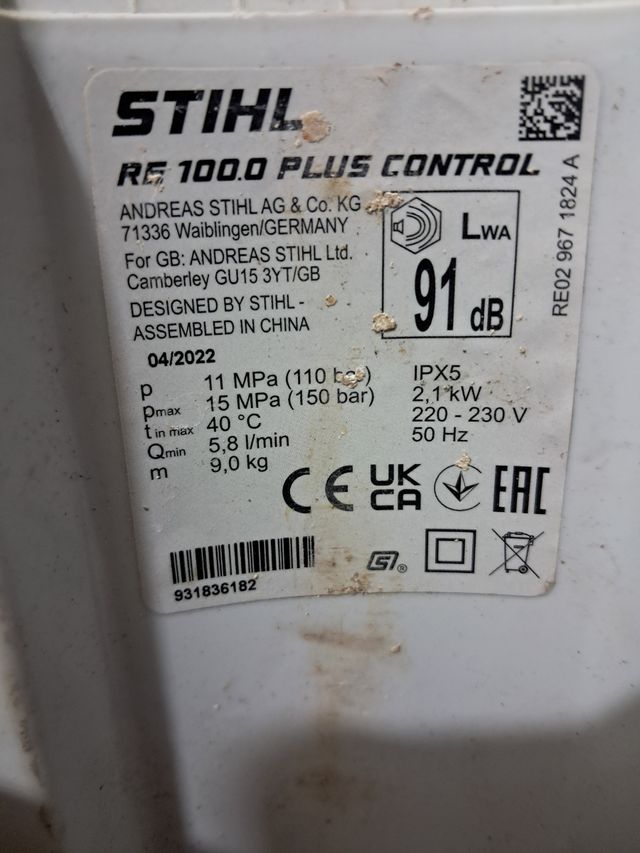 STIHL
RE 100.0 PLUS CONTROL
ANDREAS STIHL AG & Co. KG
71336 Waiblingen/GERMANY
For GB: ANDREAS STIHL Ltd.
Camberley GU15 3YT/GB
DESIGNED BY STIHL -
ASSEMBLED IN CHINA
LWA
91 dB
RE02 967 1824 A
04/2022
p 11 MPa (110 bar)
pmax 15 MPa (150 bar)
t in max 40 °C
Qmin 5,8 l/min
m 9,0 kg
IPX5
2,1 kW
220 - 230 V
50 Hz
CE UK CA EAC
®
931836182